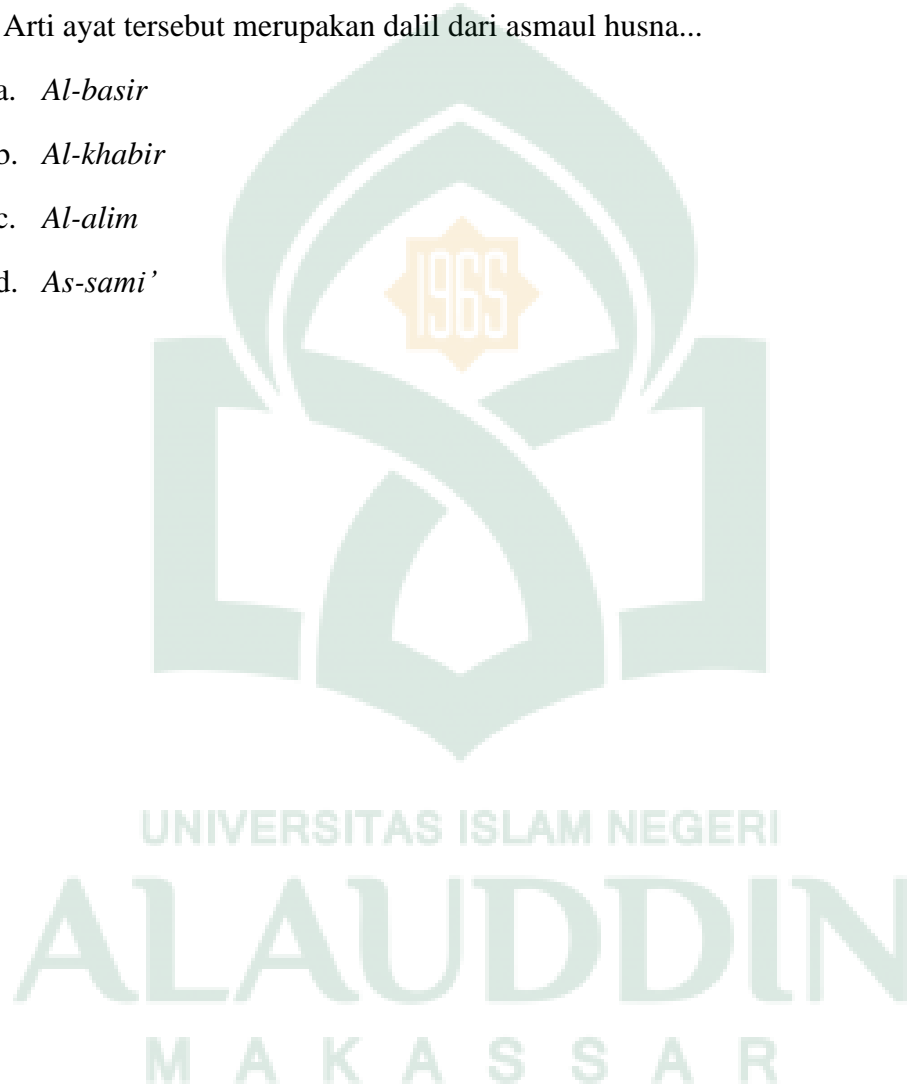 Arti ayat tersebut merupakan dalil dari asmaul husna...
a. Al-basir
b. Al-khabir
c. Al-alim
d. As-sami’
1965
UNIVERSITAS ISLAM NEGERI
ALAUDDIN
MAKASSAR